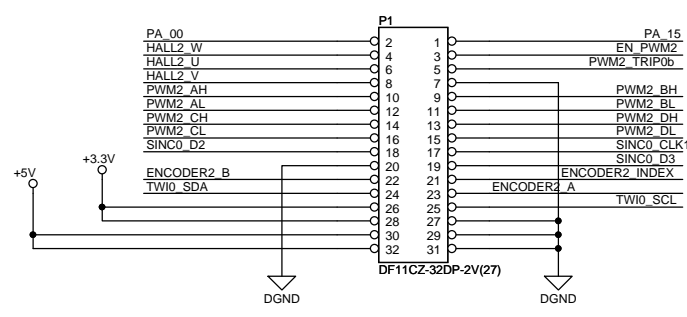 P1
PA_00 2 1 PA_15
HALL2_W 4 3 EN_PWM2
HALL2_U 6 5 PWM2_TRIP0b
HALL2_V 8 7
PWM2_AH 10 9 PWM2_BH
PWM2_AL 12 11 PWM2_BL
PWM2_CH 14 13 PWM2_DH
PWM2_CL 16 15 PWM2_DL
SINC0_D2 18 17 SINC0_CLK1
20 19 SINC0_D3
ENCODER2_B 22 21 ENCODER2_INDEX
TWI0_SDA 24 23 ENCODER2_A
26 25 TWI0_SCL
28 27
30 29
32 31
+5V
+3.3V
DF11CZ-32DP-2V(27)
DGND
DGND